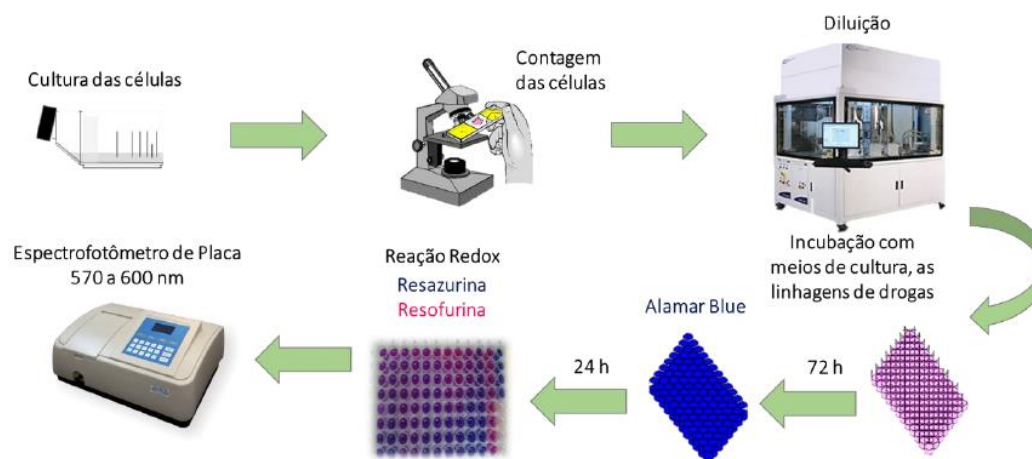 Cultura das células
Contagem
das células
Diluição
Incubação com
meios de cultura, as
linhagens de drogas
72 h
Alamar Blue
24 h
Reação Redox
Resazurina
Resofurina
Espectrofotômetro de Placa
570 a 600 nm